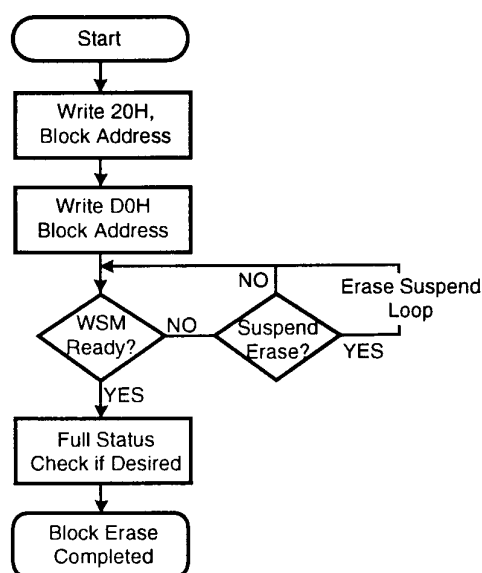 Start
Write 20H,
Block Address
Write D0H
Block Address
NO
Erase Suspend
Loop
WSM
Ready?
NO
Suspend
Erase?
YES
YES
Full Status
Check if Desired
Block Erase
Completed